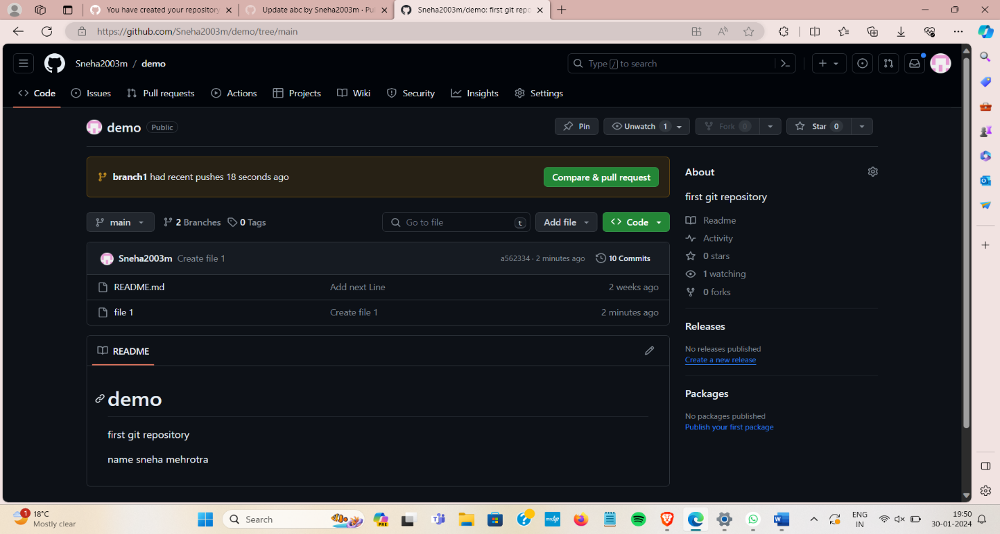 You have created your repository
Update abc by Sneha2003m · Pu
Sneha2003m/demo: first git repo
https://github.com/Sneha2003m/demo/tree/main
Sneha2003m / demo
Type / to search
Code Issues Pull requests Actions Projects Wiki Security Insights Settings
demo Public
Pin Unwatch 1 Fork 0 Star 0
branch1 had recent pushes 18 seconds ago Compare & pull request
main 2 Branches 0 Tags Go to file t Add file Code
Sneha2003m Create file 1 a562334 · 2 minutes ago 10 Commits
README.md Add next Line 2 weeks ago
file 1 Create file 1 2 minutes ago
README
demo
first git repository
name sneha mehrotra
About
first git repository
Readme
Activity
0 stars
1 watching
0 forks
Releases
No releases published
Create a new release
Packages
No packages published
Publish your first package
1
18°C
Mostly clear
Search
PRE
myhp
ENG
IN
19:50
30-01-2024